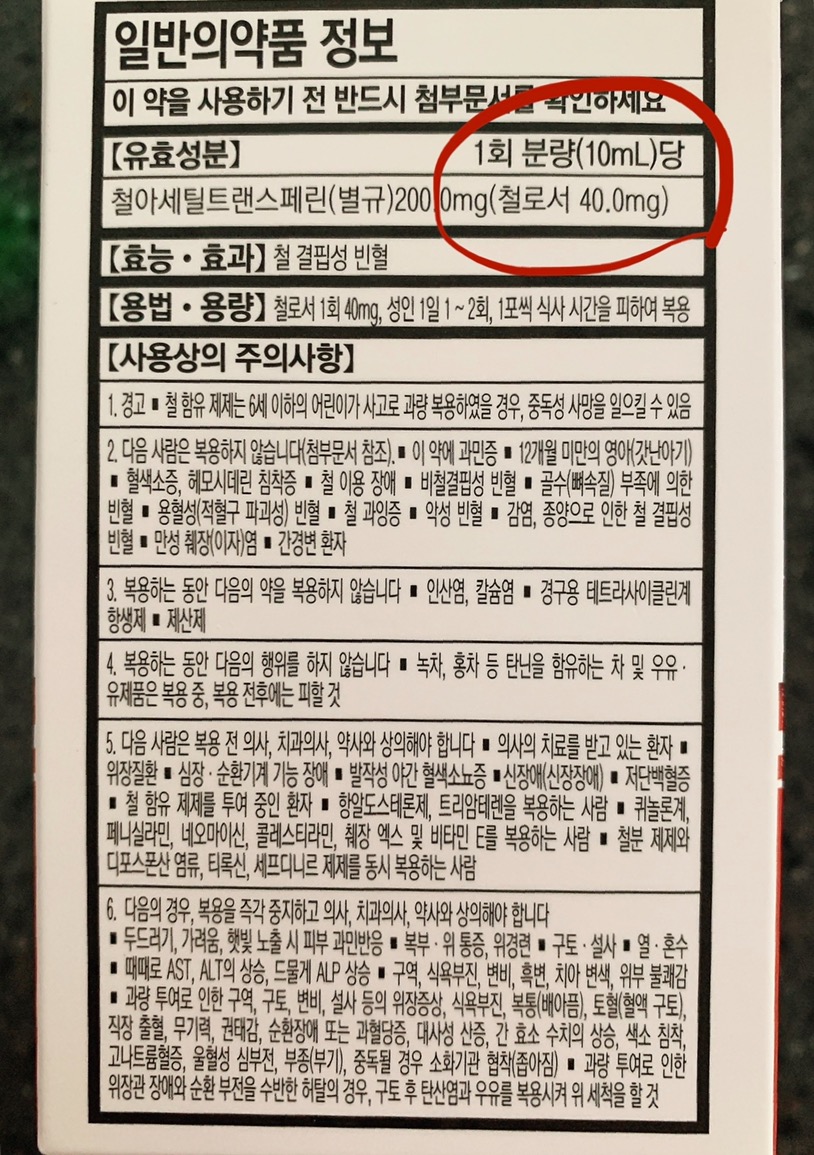 일반의약품 정보
이 약을 사용하기 전 반드시 첨부문서를 확인하세요
【유효성분】 1회 분량(10mL)당
철아세틸트랜스페린(별규)200.0mg(철로서 40.0mg)
【효능·효과】 철 결핍성 빈혈
【용법·용량】 철로서 1회 40mg, 성인 1일 1~2회, 1포씩 식사 시간을 피하여 복용
【사용상의 주의사항】
1. 경고 ▪ 철 함유 제제는 6세 이하의 어린이가 사고로 과량 복용하였을 경우, 중독성 사망을 일으킬 수 있음
2. 다음 사람은 복용하지 않습니다(첨부문서 참조). ▪ 이 약에 과민증 ▪ 12개월 미만의 영아(갓난아기)
▪ 혈색소증, 헤모시데린 침착증 ▪ 철 이용 장애 ▪ 비철결핍성 빈혈 ▪ 골수(뼈속질) 부족에 의한
빈혈 ▪ 용혈성(적혈구 파괴성) 빈혈 ▪ 철 과잉증 ▪ 악성 빈혈 ▪ 감염, 종양으로 인한 철 결핍성
빈혈 ▪ 만성 췌장(이자)염 ▪ 간경변 환자
3. 복용하는 동안 다음의 약을 복용하지 않습니다 ▪ 인산염, 칼슘염 ▪ 경구용 테트라사이클린계
항생제 ▪ 제산제
4. 복용하는 동안 다음의 행위를 하지 않습니다 ▪ 녹차, 홍차 등 탄닌을 함유하는 차 및 우유·
유제품은 복용 중, 복용 전후에는 피할 것
5. 다음 사람은 복용 전 의사, 치과의사, 약사와 상의해야 합니다 ▪ 의사의 치료를 받고 있는 환자 ▪
위장질환 ▪ 심장·순환기계 기능 장애 ▪ 발작성 야간 혈색소뇨증 ▪ 신장애(신장장애) ▪ 저단백혈증
▪ 철 함유 제제를 투여 중인 환자 ▪ 항알도스테론제, 트리암테렌을 복용하는 사람 ▪ 퀴놀론계,
페니실라민, 네오마이신, 콜레스티라민, 췌장 엑스 및 비타민 E를 복용하는 사람 ▪ 철분 제제와
디포스폰산 염류, 티록신, 세프디니르 제제를 동시 복용하는 사람
6. 다음의 경우, 복용을 즉각 중지하고 의사, 치과의사, 약사와 상의해야 합니다
▪ 두드러기, 가려움, 햇빛 노출 시 피부 과민반응 ▪ 복부·위 통증, 위경련 ▪ 구토·설사 ▪ 열·혼수
▪ 때때로 AST, ALT의 상승, 드물게 ALP 상승 ▪ 구역, 식욕부진, 변비, 흑변, 치아 변색, 위부 불쾌감
▪ 과량 투여로 인한 구역, 구토, 변비, 설사 등의 위장증상, 식욕부진, 복통(배아픔), 토혈(혈액 구토),
직장 출혈, 무기력, 권태감, 순환장애 또는 과혈당증, 대사성 산증, 간 효소 수치의 상승, 색소 침착,
고나트륨혈증, 울혈성 심부전, 부종(부기), 중독될 경우 소화기관 협착(좁아짐) ▪ 과량 투여로 인한
위장관 장애와 순환 부전을 수반한 허탈의 경우, 구토 후 탄산염과 우유를 복용시켜 위 세척을 할 것